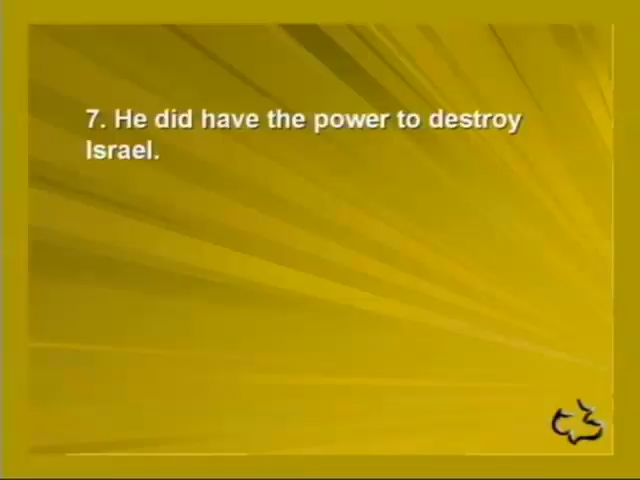 7. He did have the power to destroy
Israel.